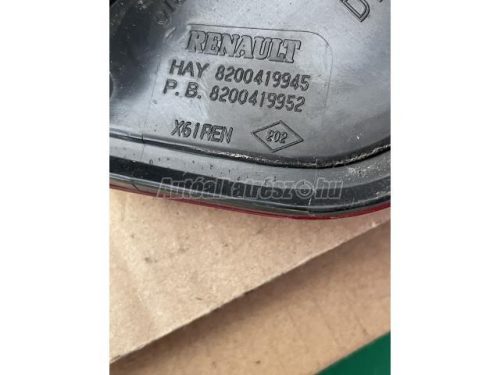 RENAULT
HAY 8200419945
P.B. 8200419952
X61REN 202
Autóalkatrész.hu